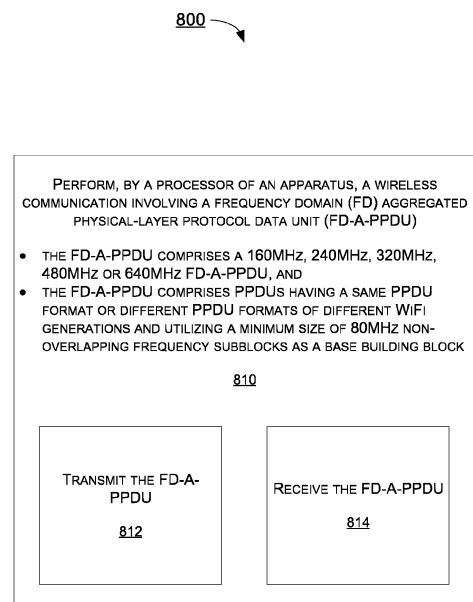 800
PERFORM, BY A PROCESSOR OF AN APPARATUS, A WIRELESS
COMMUNICATION INVOLVING A FREQUENCY DOMAIN (FD) AGGREGATED
PHYSICAL-LAYER PROTOCOL DATA UNIT (FD-A-PPDU)
• THE FD-A-PPDU COMPRISES A 160MHZ, 240MHZ, 320MHZ,
480MHZ OR 640MHZ FD-A-PPDU, AND
• THE FD-A-PPDU COMPRISES PPDUS HAVING A SAME PPDU
FORMAT OR DIFFERENT PPDU FORMATS OF DIFFERENT WIFI
GENERATIONS AND UTILIZING A MINIMUM SIZE OF 80MHZ NON-
OVERLAPPING FREQUENCY SUBBLOCKS AS A BASE BUILDING BLOCK
810
TRANSMIT THE FD-A-
PPDU
812
RECEIVE THE FD-A-PPDU
814